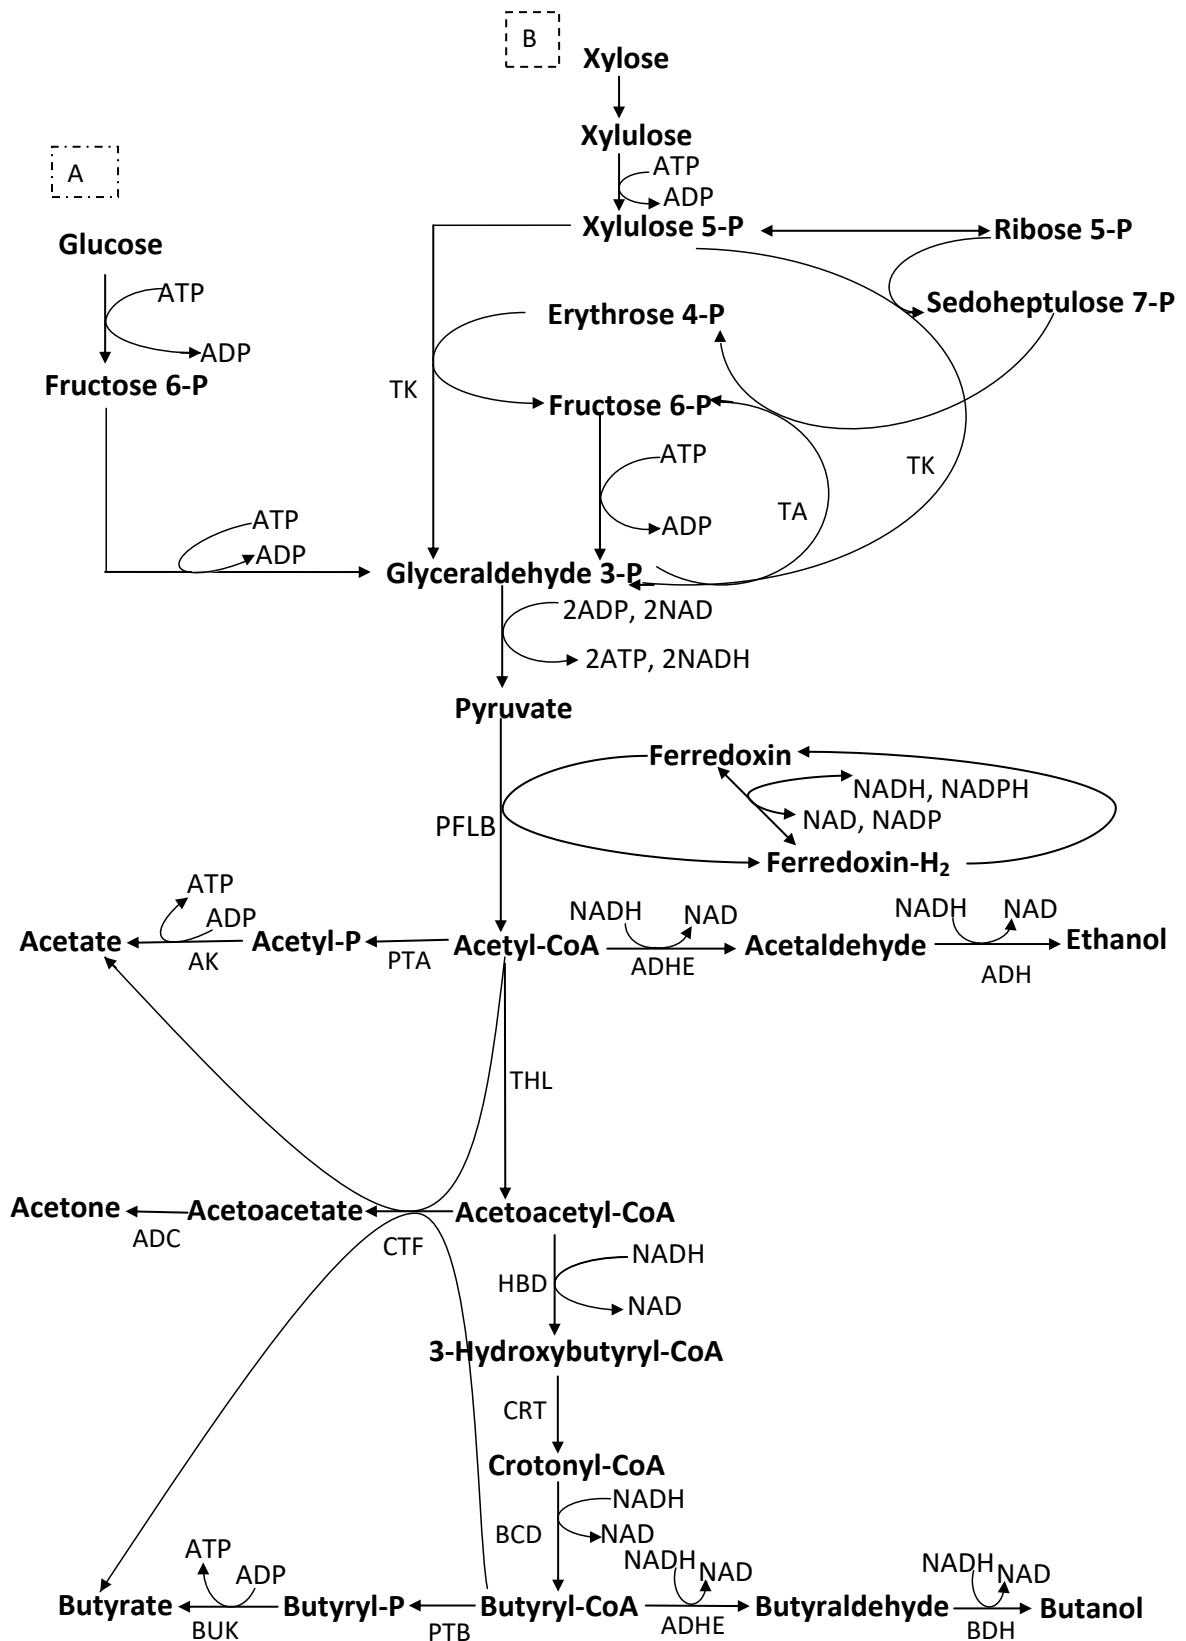 B
Xylose
Xylulose
A
ATP
ADP
Xylulose 5-P
Ribose 5-P
Glucose
ATP
Erythrose 4-P
Sedoheptulose 7-P
ADP
Fructose 6-P
TK
Fructose 6-P
ATP
TK
ATP
ADP
TA
ADP
Glyceraldehyde 3-P
2ADP, 2NAD
2ATP, 2NADH
Pyruvate
Ferredoxin
NADH, NADPH
PFLB
NAD, NADP
Ferredoxin-H₂
ATP
ADP
NADH
NAD
NADH
NAD
Acetate
Acetyl-P
Acetyl-CoA
Acetaldehyde
Ethanol
AK
PTA
ADHE
ADH
THL
Acetone
Acetoacetate
Acetoacetyl-CoA
ADC
CTF
NADH
HBD
NAD
3-Hydroxybutyryl-CoA
CRT
Crotonyl-CoA
NADH
BCD
NAD
ATP
ADP
NADH
NAD
NADH
NAD
Butyrate
Butyryl-P
Butyryl-CoA
Butyraldehyde
Butanol
BUK
PTB
ADHE
BDH